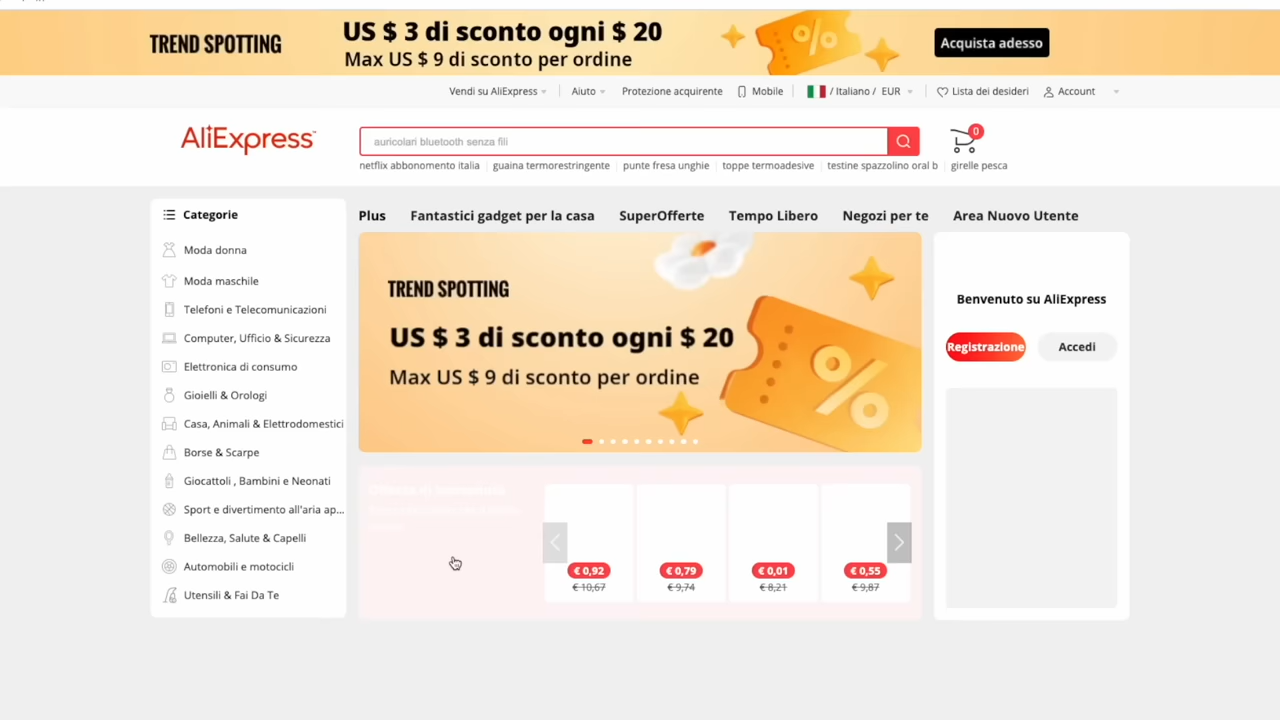 TREND SPOTTING
US $ 3 di sconto ogni $ 20
Max US $ 9 di sconto per ordine
Acquista adesso
Vendi su AliExpress
Aiuto
Protezione acquirente
Mobile
/ Italiano / EUR
Lista dei desideri
Account
AliExpress
auricolari bluetooth senza fili
0
netflix abbonomento italia
guaina termorestringente
punte fresa unghie
toppe termoadesive
testine spazzolino oral b
girelle pesca
Categorie
Moda donna
Moda maschile
Telefoni e Telecomunicazioni
Computer, Ufficio & Sicurezza
Elettronica di consumo
Gioielli & Orologi
Casa, Animali & Elettrodomestici
Borse & Scarpe
Giocattoli , Bambini e Neonati
Sport e divertimento all'aria ap...
Bellezza, Salute & Capelli
Automobili e motocicli
Utensili & Fai Da Te
Plus
Fantastici gadget per la casa
SuperOfferte
Tempo Libero
Negozi per te
Area Nuovo Utente
TREND SPOTTING
US $ 3 di sconto ogni $ 20
Max US $ 9 di sconto per ordine
%
Benvenuto su AliExpress
Registrazione
Accedi
€ 0,92
€ 10,67
€ 0,79
€ 9,74
€ 0,01
€ 8,21
€ 0,55
€ 9,87